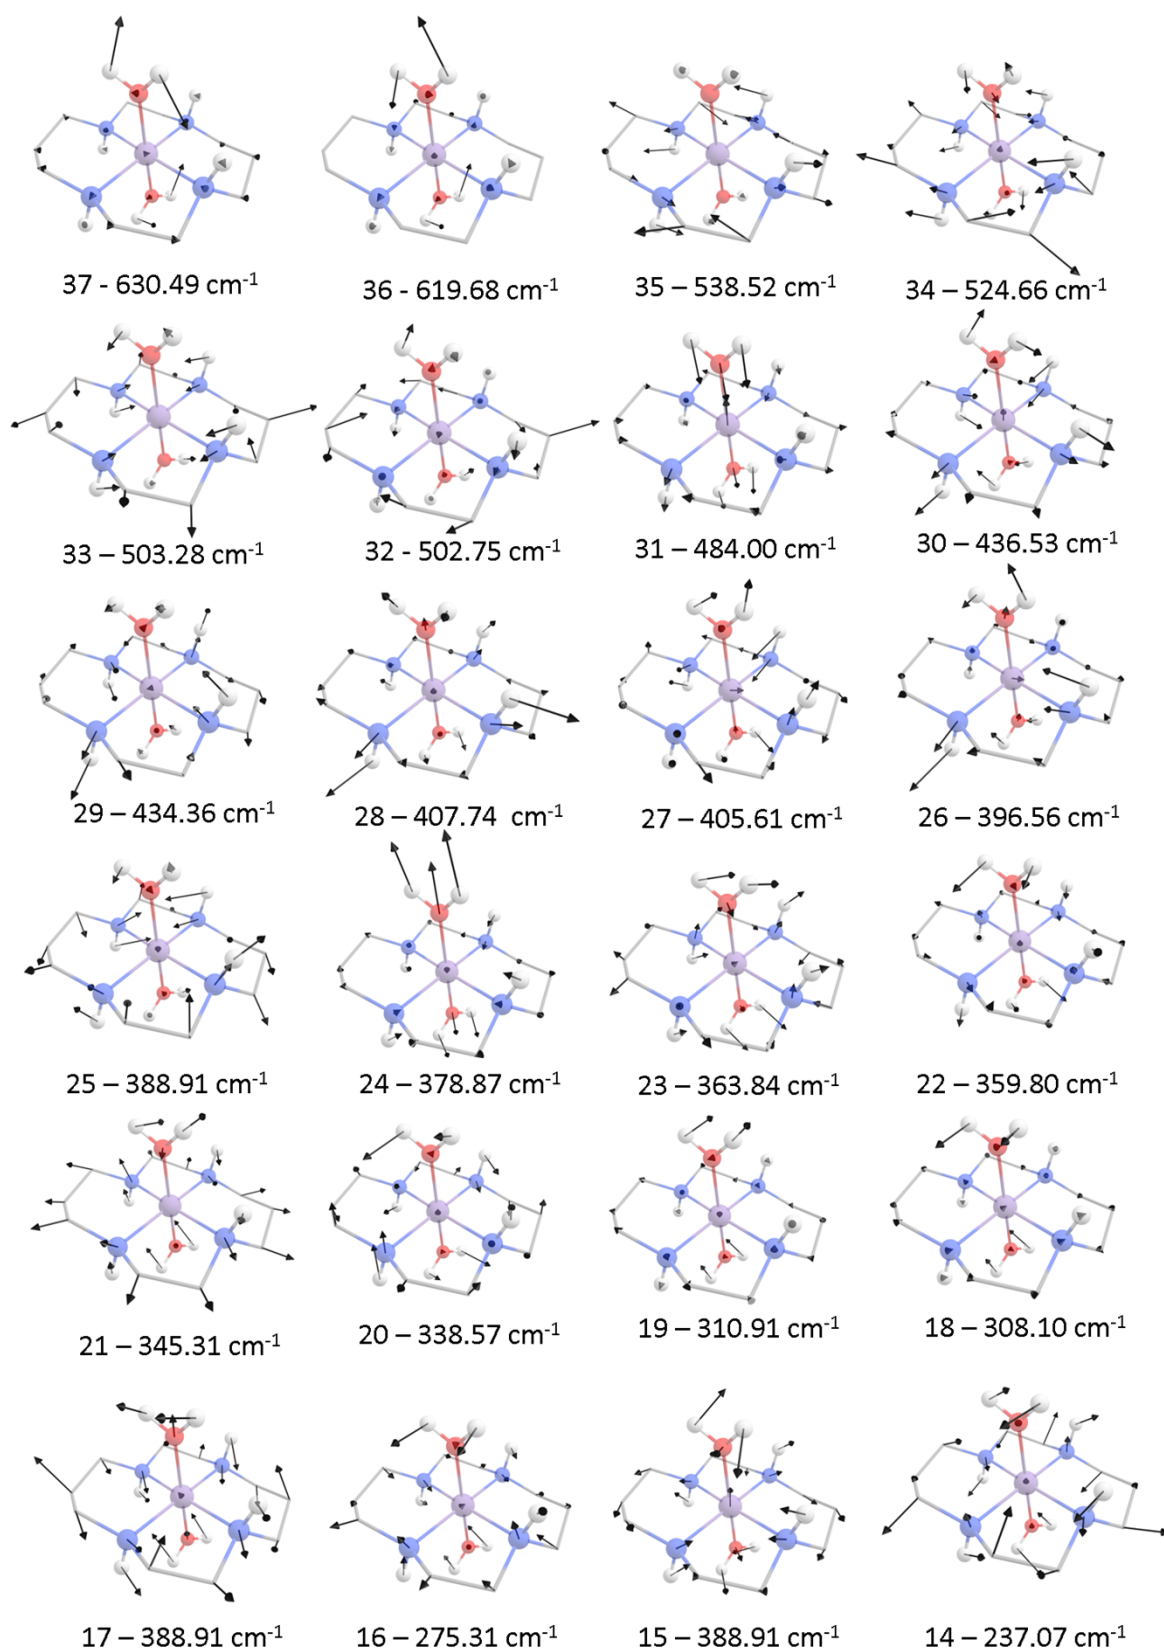 37 - 630.49 cm⁻¹
36 - 619.68 cm⁻¹
35 – 538.52 cm⁻¹
34 – 524.66 cm⁻¹
33 – 503.28 cm⁻¹
32 - 502.75 cm⁻¹
31 – 484.00 cm⁻¹
30 – 436.53 cm⁻¹
29 – 434.36 cm⁻¹
28 – 407.74 cm⁻¹
27 – 405.61 cm⁻¹
26 – 396.56 cm⁻¹
25 – 388.91 cm⁻¹
24 – 378.87 cm⁻¹
23 – 363.84 cm⁻¹
22 – 359.80 cm⁻¹
21 – 345.31 cm⁻¹
20 – 338.57 cm⁻¹
19 – 310.91 cm⁻¹
18 – 308.10 cm⁻¹
17 – 388.91 cm⁻¹
16 – 275.31 cm⁻¹
15 – 388.91 cm⁻¹
14 – 237.07 cm⁻¹